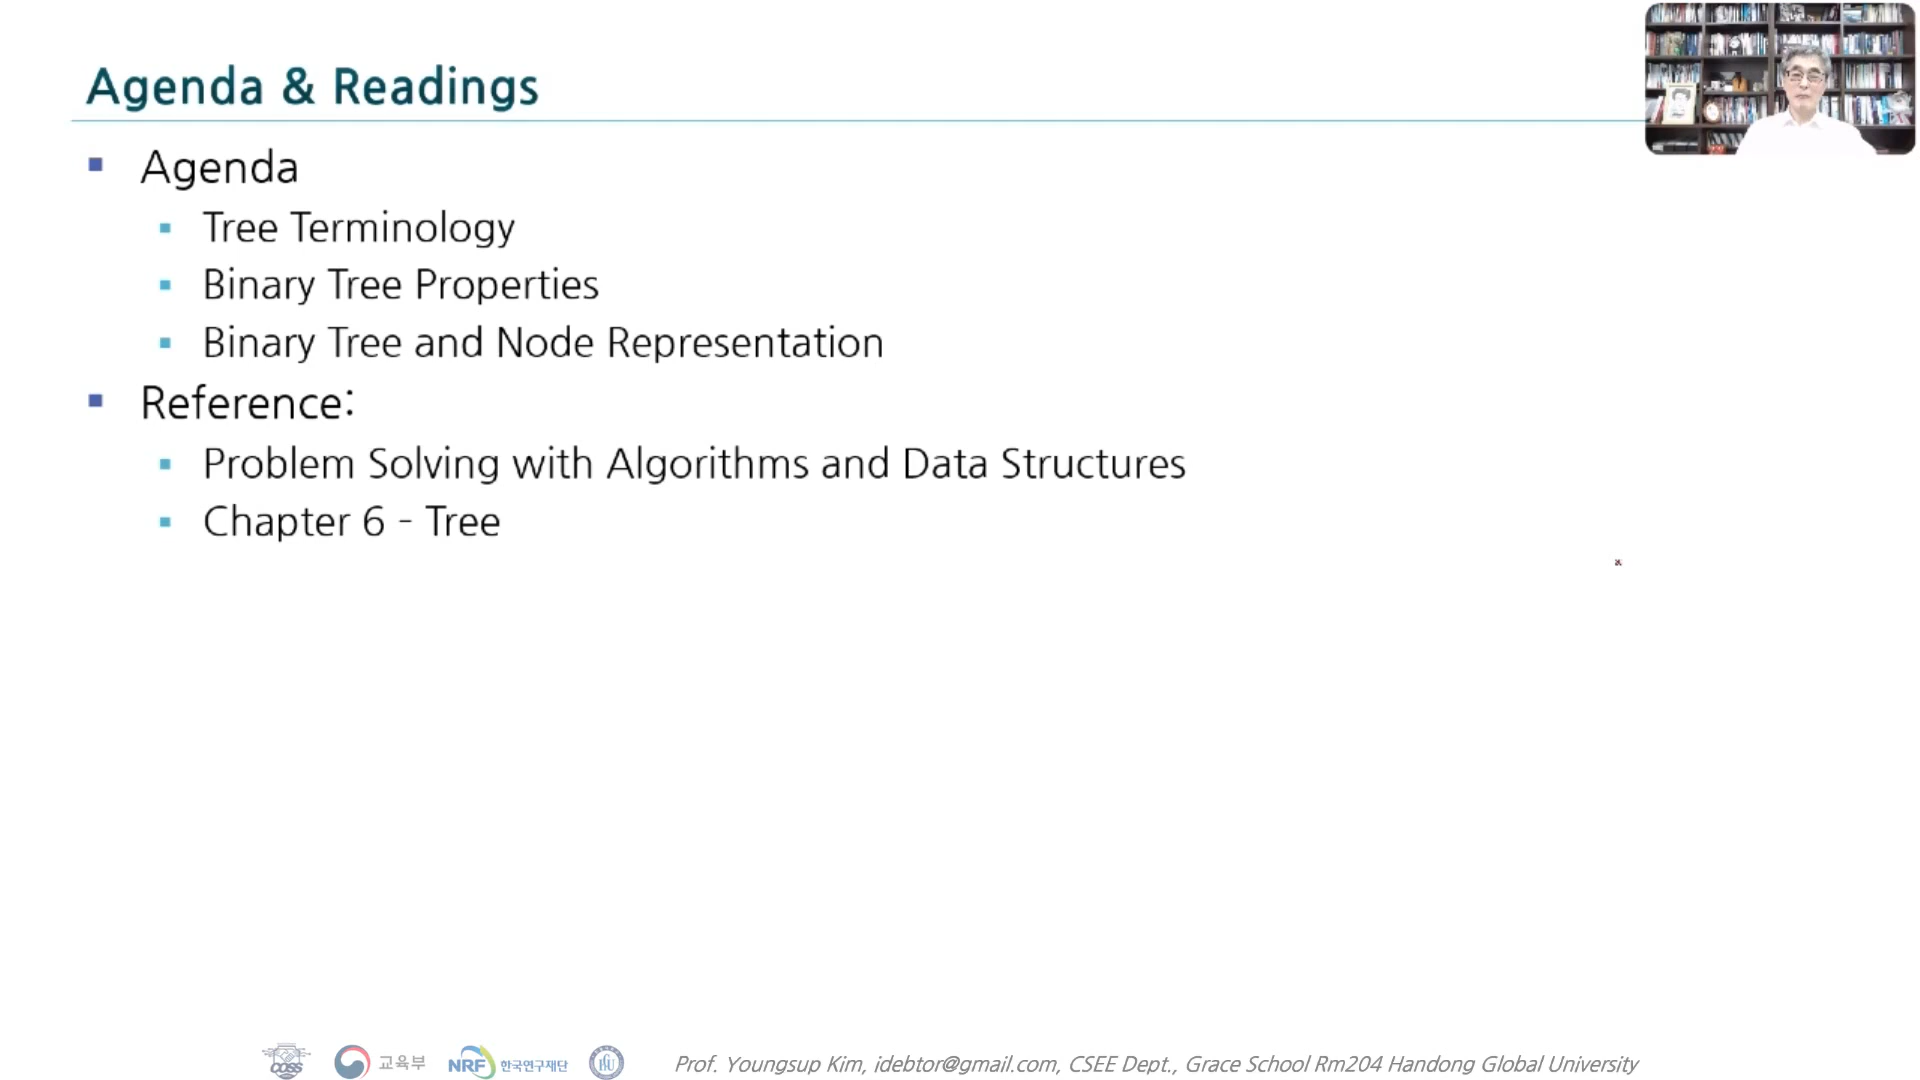 Agenda & Readings
Agenda
Tree Terminology
Binary Tree Properties
Binary Tree and Node Representation
Reference:
Problem Solving with Algorithms and Data Structures
Chapter 6 - Tree
COSS 교육부 NRF 한국연구재단 Prof. Youngsup Kim, idebtor@gmail.com, CSEE Dept., Grace School Rm204 Handong Global University